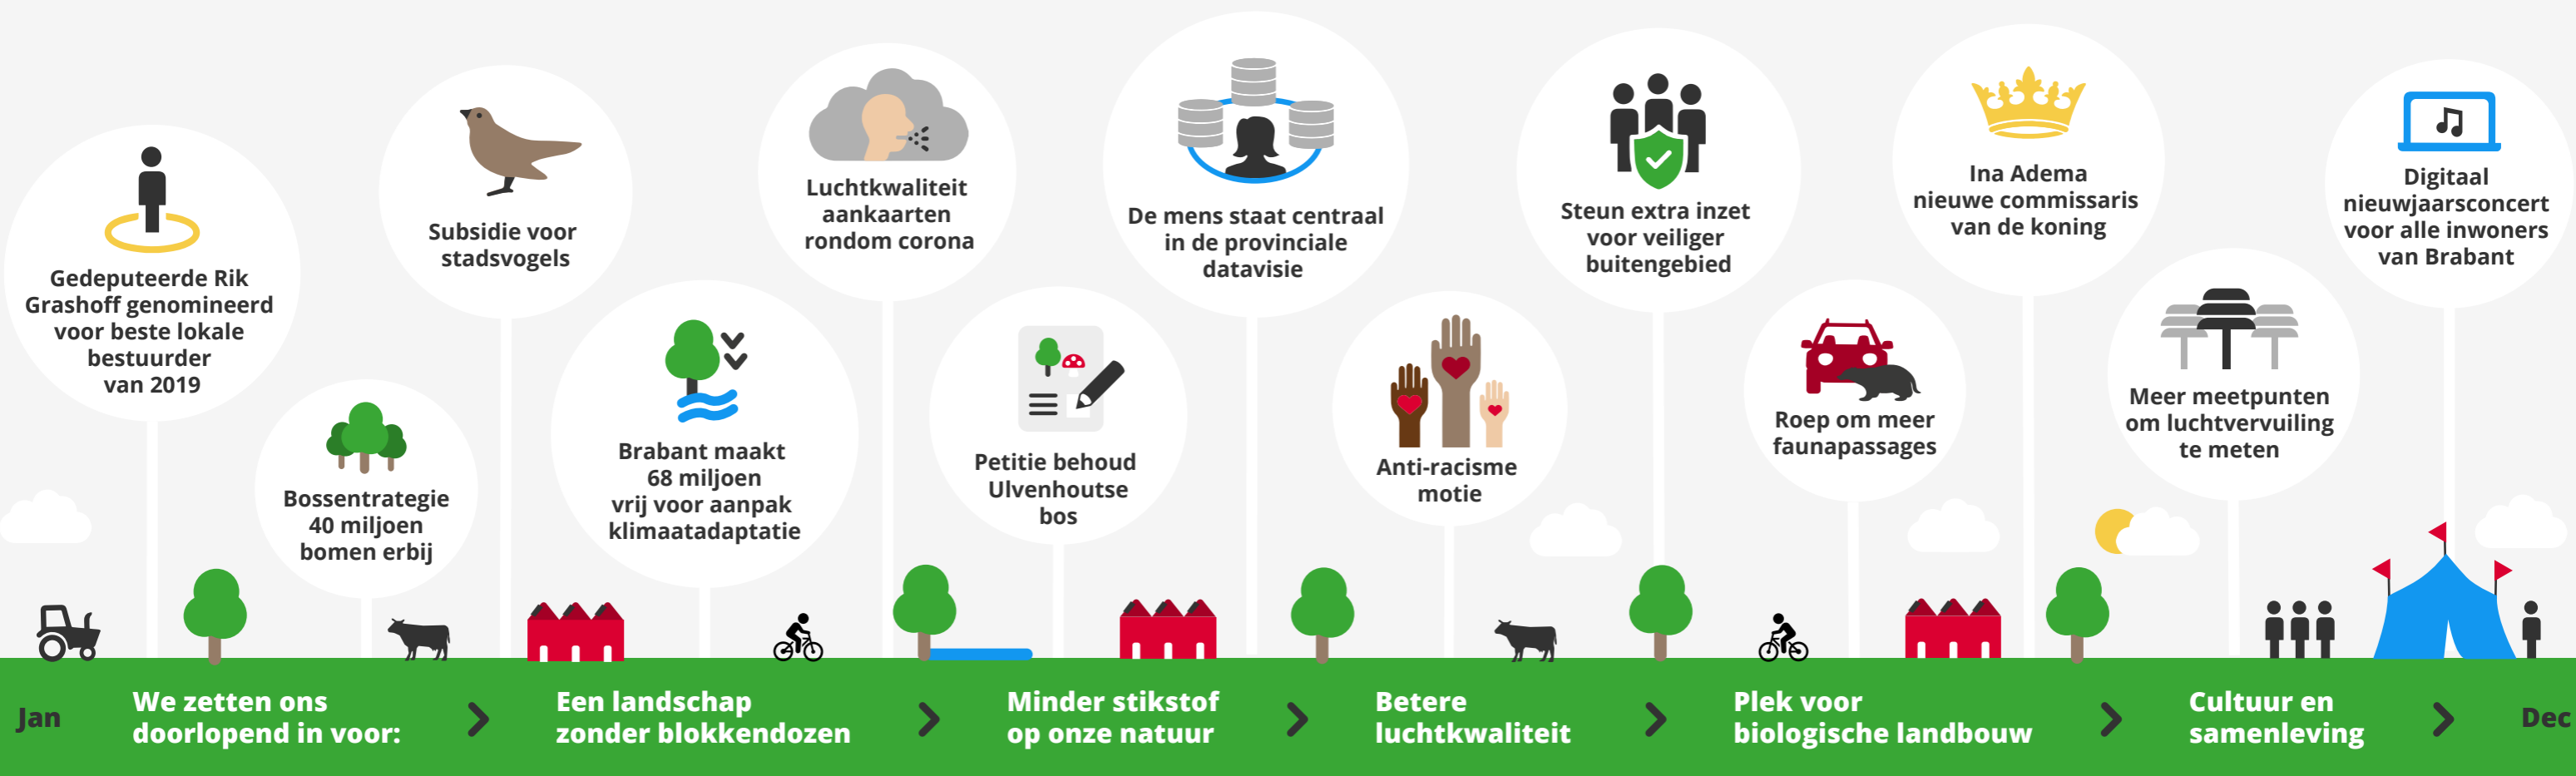 Gedeputeerde Rik
Grashoff genomineerd
voor beste lokale
bestuurder
van 2019
Bossentrategie
40 miljoen
bomen erbij
Subsidie voor
stadsvogels
Brabant maakt
68 miljoen
vrij voor aanpak
klimaatadaptatie
Luchtkwaliteit
aankaarten
rondom corona
Petitie behoud
Ulvenhoutse
bos
De mens staat centraal
in de provinciale
datavisie
Anti-racisme
motie
Steun extra inzet
voor veiliger
buitengebied
Roep om meer
faunapassages
Ina Adema
nieuwe commissaris
van de koning
Meer meetpunten
om luchtvervuiling
te meten
Digitaal
nieuwjaarsconcert
voor alle inwoners
van Brabant
Jan
We zetten ons
doorlopend in voor:
Een landschap
zonder blokkendozen
Minder stikstof
op onze natuur
Betere
luchtkwaliteit
Plek voor
biologische landbouw
Cultuur en
samenleving
Dec